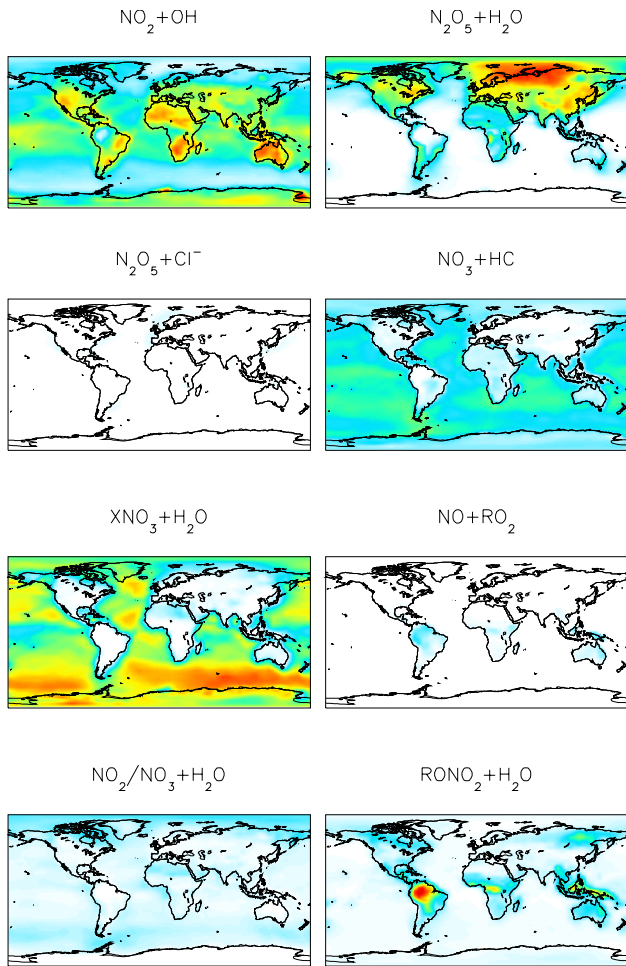 NO₂+OH
N₂O₅+H₂O
N₂O₅+Cl⁻
NO₃+HC
XNO₃+H₂O
NO+RO₂
NO₂/NO₃+H₂O
RONO₂+H₂O